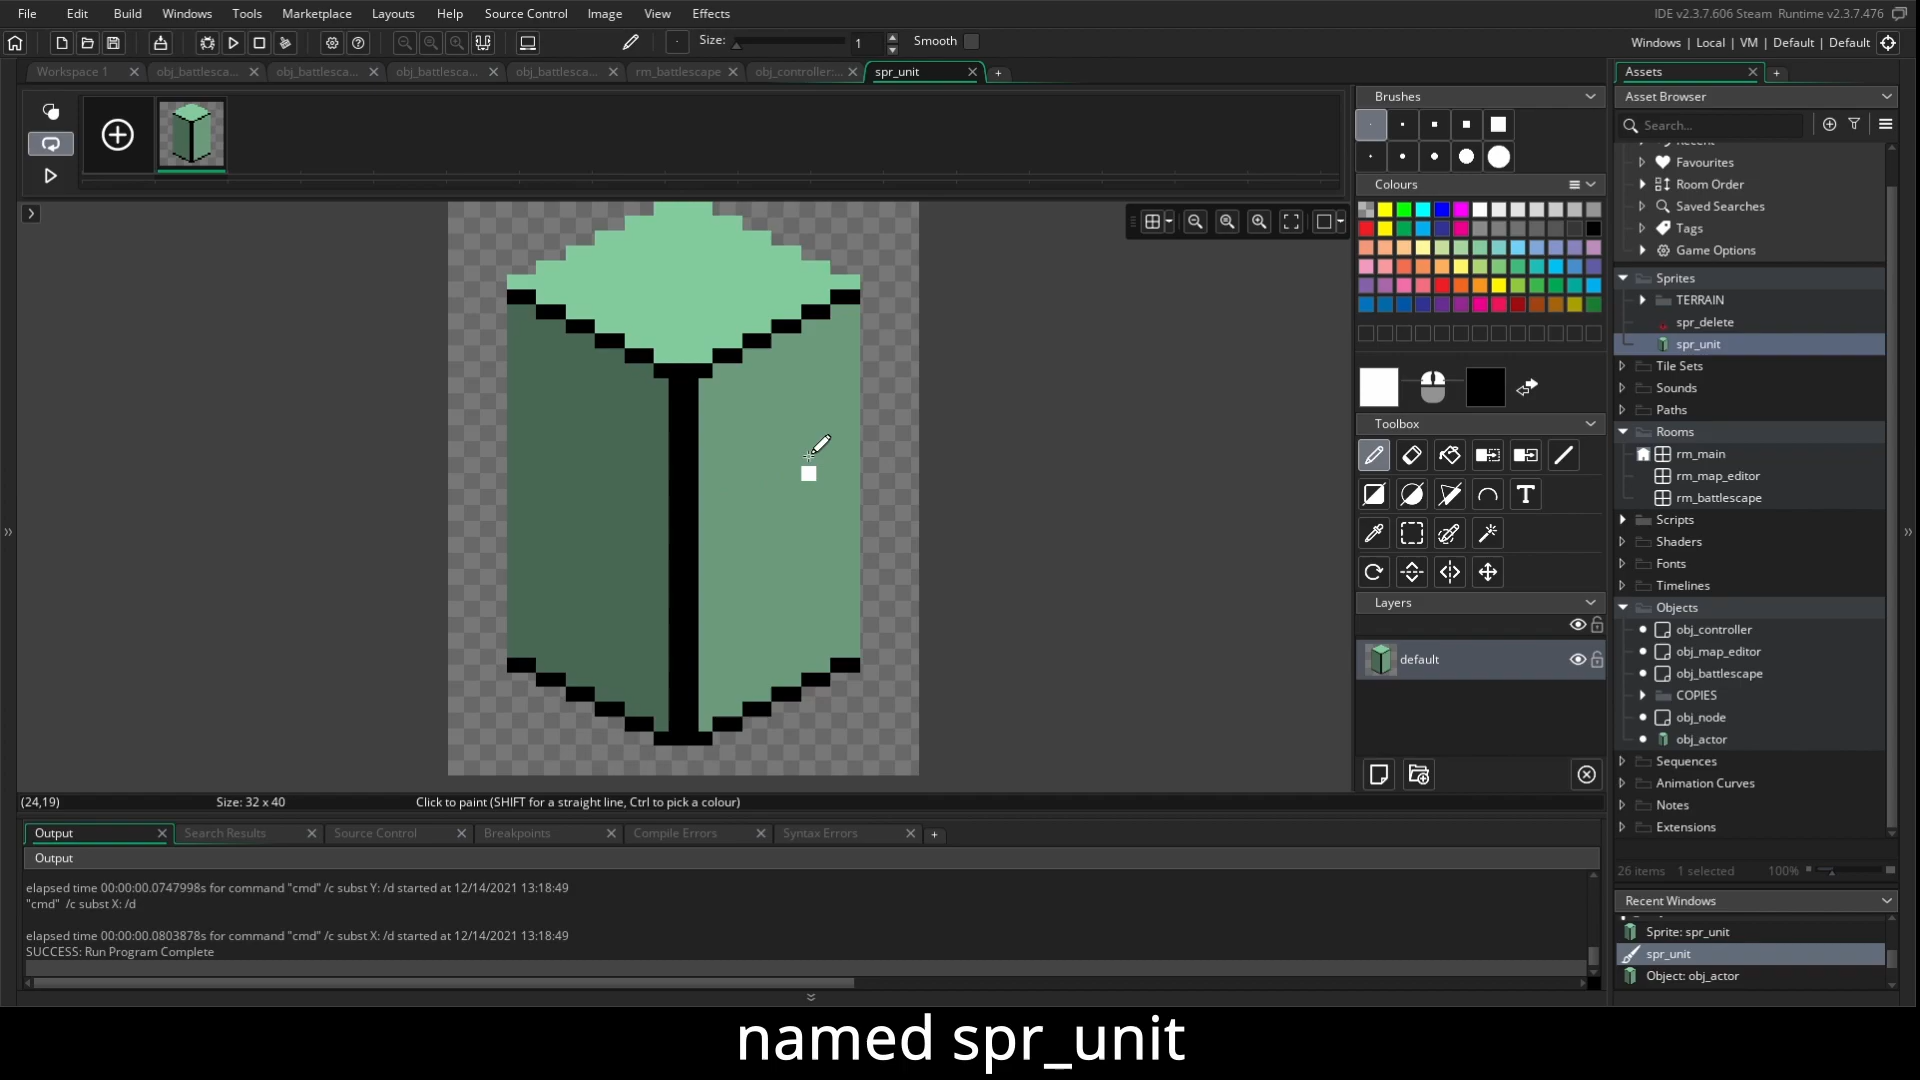 File Edit Build Windows Tools Marketplace Layouts Help Source Control Image View Effects IDE v2.3.7.606 Steam Runtime v2.3.7.476
Size: 1 Smooth Windows | Local | VM | Default | Default
Workspace 1 obj_battlesca... obj_battlesca... obj_battlesca... obj_battlesca... rm_battlescape obj_controller:... spr_unit
Assets
Brushes
Asset Browser
Search...
Favourites
Colours
Room Order
Saved Searches
Tags
Game Options
Sprites
TERRAIN
spr_delete
spr_unit
Tile Sets
Sounds
Paths
Toolbox
Rooms
rm_main
rm_map_editor
rm_battlescape
Scripts
Shaders
Fonts
Timelines
Layers
Objects
obj_controller
obj_map_editor
default
obj_battlescape
COPIES
obj_node
obj_actor
Sequences
Animation Curves
Notes
Extensions
(24,19) Size: 32 x 40 Click to paint (SHIFT for a straight line, Ctrl to pick a colour)
Output Search Results Source Control Breakpoints Compile Errors Syntax Errors
Output
26 items 1 selected 100%
elapsed time 00:00:00.0747998s for command "cmd" /c subst Y: /d started at 12/14/2021 13:18:49
"cmd" /c subst X: /d
elapsed time 00:00:00.0803878s for command "cmd" /c subst X: /d started at 12/14/2021 13:18:49
SUCCESS: Run Program Complete
Recent Windows
Sprite: spr_unit
spr_unit
Object: obj_actor
named spr_unit